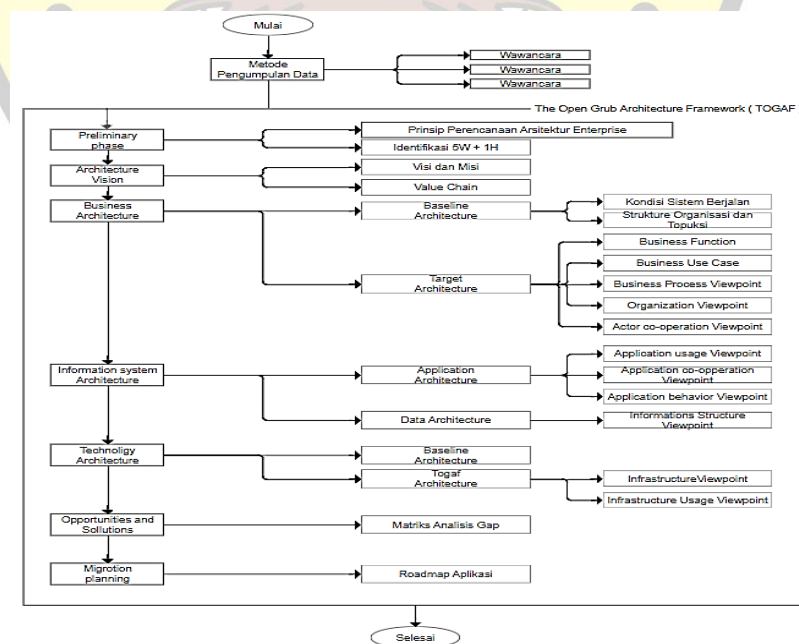 Mulai
Metode
Pengumpulan Data
Wawancara
Wawancara
Wawancara
The Open Grub Architecture Framework ( TOGAF
Preliminary
phase
Prinsip Perencanaan Arsitektur Enterprise
Identifikasi 5W + 1H
Architecture
Vision
Visi dan Misi
Value Chain
Business
Architecture
Baseline
Architecture
Kondisi Sistem Berjalan
Strukture Organisasi dan
Topuksi
Target
Architecture
Business Function
Business Use Case
Business Process Viewpoint
Organization Viewpoint
Actor co-operation Viewpoint
Information system
Architecture
Application
Architecture
Application usage Viewpoint
Application co-opperation
Viewpoint
Application behavior Viewpoint
Data Architecture
Informations Structure
Viewpoint
Technoligy
Architecture
Baseline
Architecture
Togaf
Architecture
InfrastructureViewpoint
Infrastructure Usage Viewpoint
Opportunities and
Sollutions
Matriks Analisis Gap
Migrotion
planning
Roadmap Aplikasi
Selesai